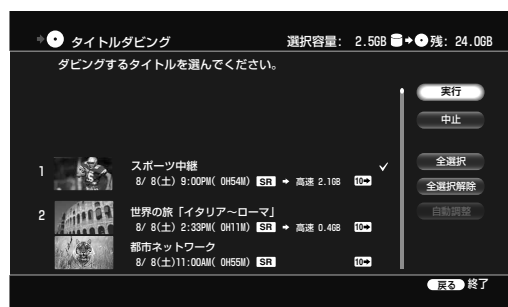 タイトルダビング 選択容量: 2.5GB 残: 24.0GB
ダビングするタイトルを選んでください。
実行
中止
全選択
全選択解除
自動調整
1 スポーツ中継
8/ 8(土) 9:00PM( 0H54M) SR 高速 2.1GB 10
2 世界の旅「イタリア～ローマ」
8/ 8(土) 2:33PM( 0H11M) SR 高速 0.4GB 10
都市ネットワーク
8/ 8(土)11:00AM( 0H55M) SR 10
戻る 終了